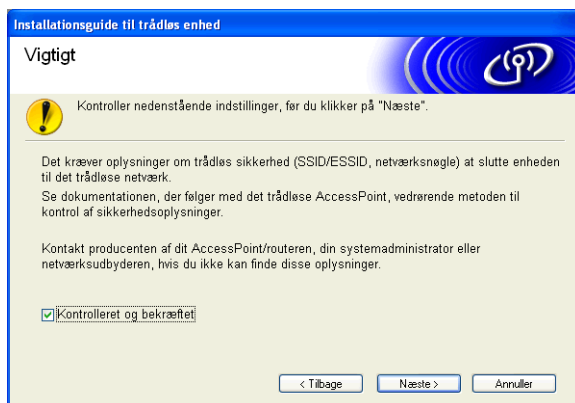 Installationsguide til trådløs enhed
Vigtigt
Kontroller nedenstående indstillinger, før du klikker på "Næste".
Det kræver oplysninger om trådløs sikkerhed (SSID/ESSID, netværksnøgle) at slutte enheden
til det trådløse netværk.
Se dokumentationen, der følger med det trådløse AccessPoint, vedrørende metoden til
kontrol af sikkerhedsoplysninger.
Kontakt producenten af dit AccessPoint/routeren, din systemadministrator eller
netværksudbyderen, hvis du ikke kan finde disse oplysninger.
Kontrolleret og bekræftet
< Tilbage
Næste >
Annuller